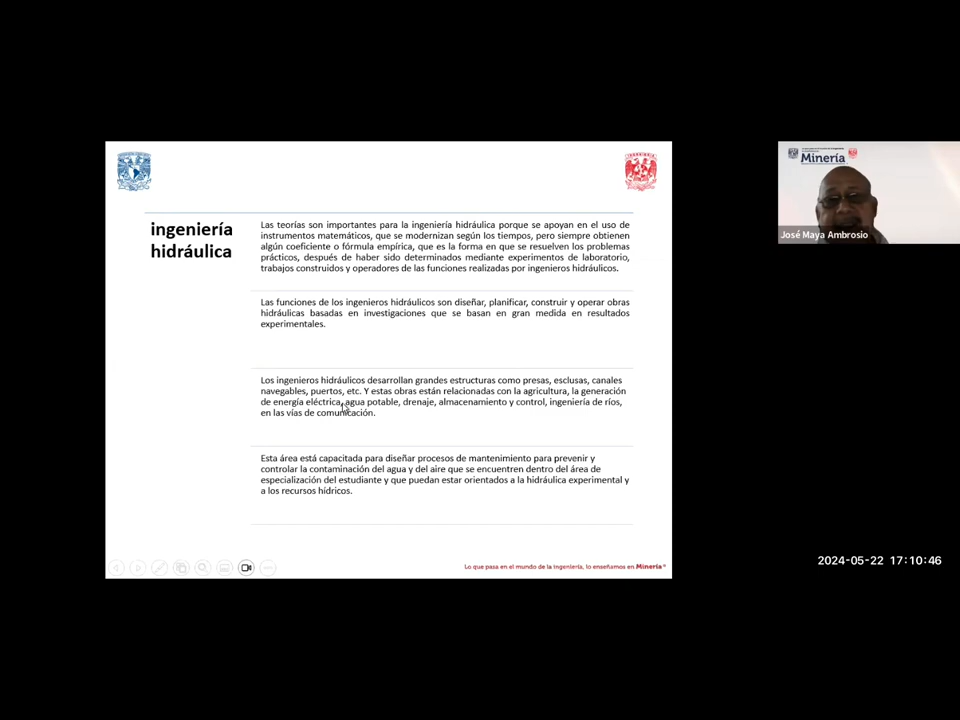 ingeniería
hidráulica
Las teorías son importantes para la ingeniería hidráulica porque se apoyan en el uso de
instrumentos matemáticos, que se modernizan según los tiempos, pero siempre obtienen
algún coeficiente o fórmula empírica, que es la forma en que se resuelven los problemas
prácticos, después de haber sido determinados mediante experimentos de laboratorio,
trabajos construidos y operadores de las funciones realizadas por ingenieros hidráulicos.
Las funciones de los ingenieros hidráulicos son diseñar, planificar, construir y operar obras
hidráulicas basadas en investigaciones que se basan en gran medida en resultados
experimentales.
Los ingenieros hidráulicos desarrollan grandes estructuras como presas, esclusas, canales
navegables, puertos, etc. Y estas obras están relacionadas con la agricultura, la generación
de energía eléctrica, agua potable, drenaje, almacenamiento y control, ingeniería de ríos,
en las vías de comunicación.
Esta área está capacitada para diseñar procesos de mantenimiento para prevenir y
controlar la contaminación del agua y del aire que se encuentren dentro del área de
especialización del estudiante y que puedan estar orientados a la hidráulica experimental y
a los recursos hídricos.
Lo que pasa en el mundo de la ingeniería, lo enseñamos en Minería®
Minería
José Maya Ambrosio
2024-05-22 17:10:46